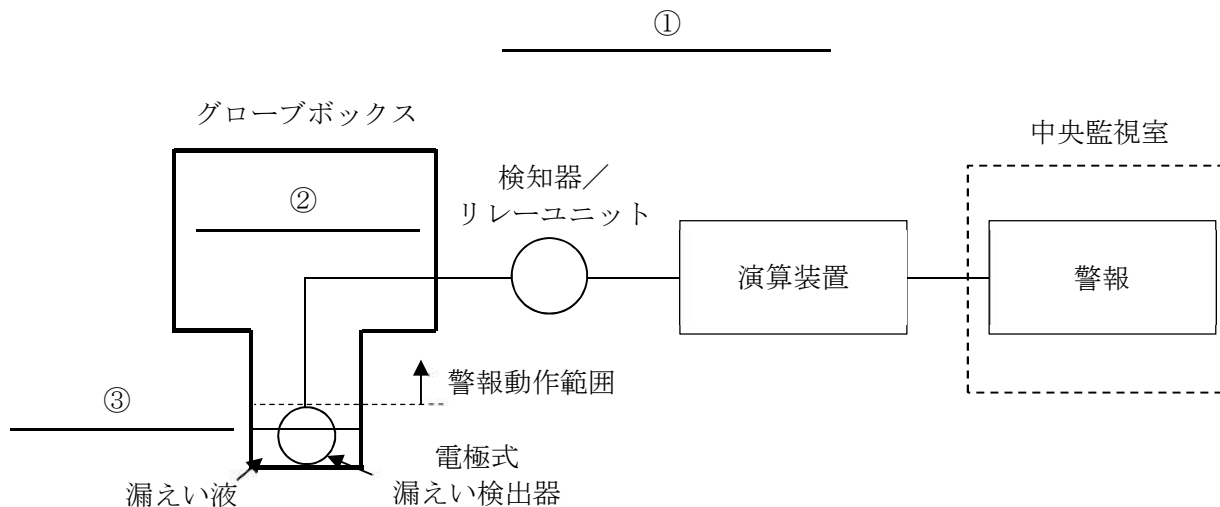 ①
グローブボックス
中央監視室
検知器／
リレーユニット
②
演算装置
警報
警報動作範囲
③
電極式
漏えい検出器
漏えい液